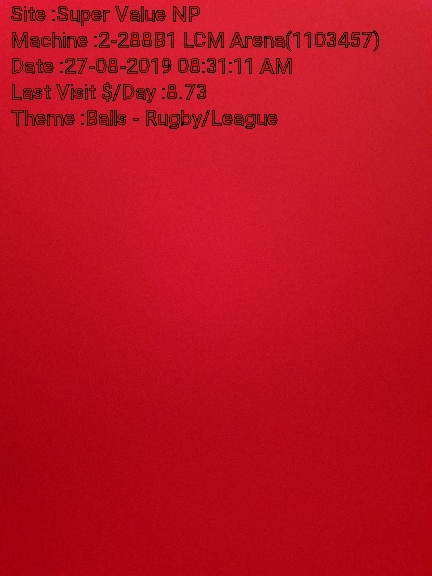 Site :Super Value NP
Machine :2-288B1 LCM Arena(1103457)
Date :27-08-2019 08:31:11 AM
Last Visit $/Day :8.73
Theme :Balls - Rugby/League